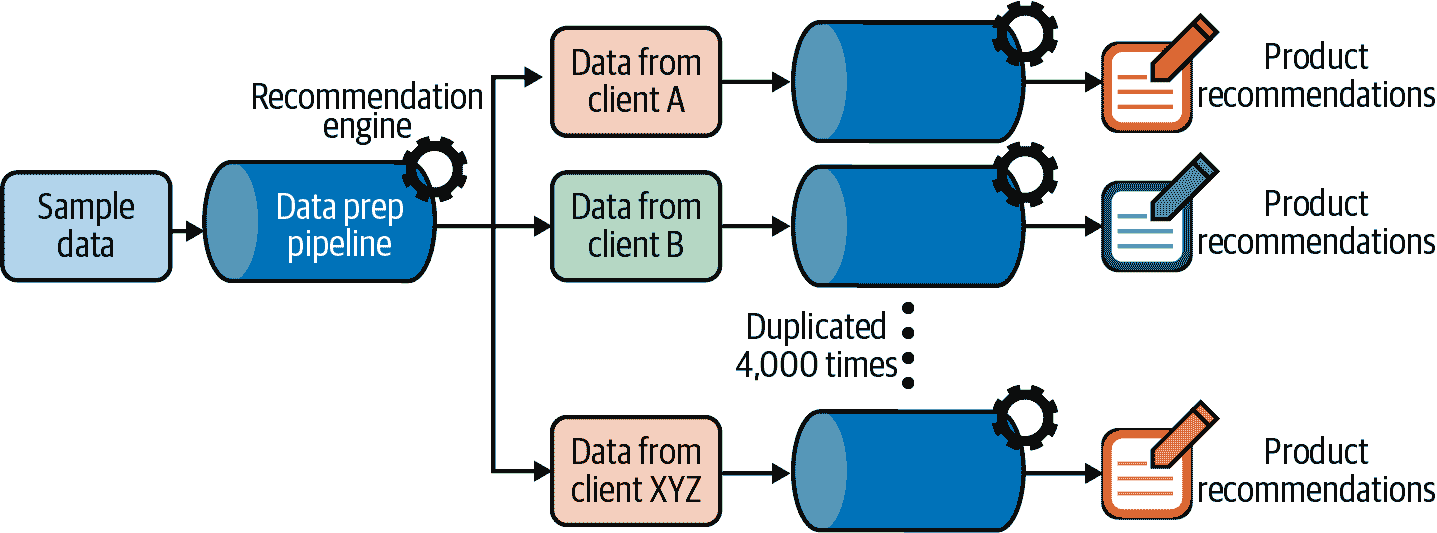 Sample
data
Recommendation
engine
Data prep
pipeline
Data from
client A
Product
recommendations
Data from
client B
Product
recommendations
Duplicated
4,000 times
Data from
client XYZ
Product
recommendations